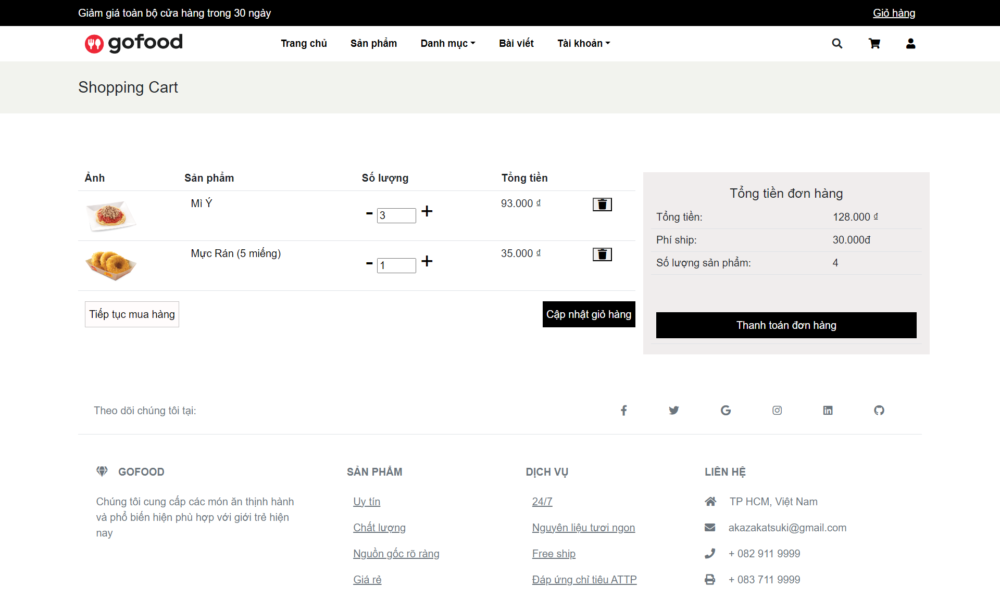 Giảm giá toàn bộ cửa hàng trong 30 ngày
Giỏ hàng
gofood
Trang chủ
Sản phẩm
Danh mục
Bài viết
Tài khoản
Shopping Cart
Ảnh
Sản phẩm
Số lượng
Tổng tiền
Mì Ý
- 3 +
93.000 ₫
Mực Rán (5 miếng)
- 1 +
35.000 ₫
Tiếp tục mua hàng
Cập nhật giỏ hàng
Tổng tiền đơn hàng
Tổng tiền: 128.000 ₫
Phí ship: 30.000đ
Số lượng sản phẩm: 4
Thanh toán đơn hàng
Theo dõi chúng tôi tại:
GOFOOD
Chúng tôi cung cấp các món ăn thịnh hành
và phổ biến hiện phù hợp với giới trẻ hiện
nay
SẢN PHẨM
Uy tín
Chất lượng
Nguồn gốc rõ ràng
Giá rẻ
DỊCH VỤ
24/7
Nguyên liệu tươi ngon
Free ship
Đáp ứng chỉ tiêu ATTP
LIÊN HỆ
TP HCM, Việt Nam
akazakatsuki@gmail.com
+ 082 911 9999
+ 083 711 9999